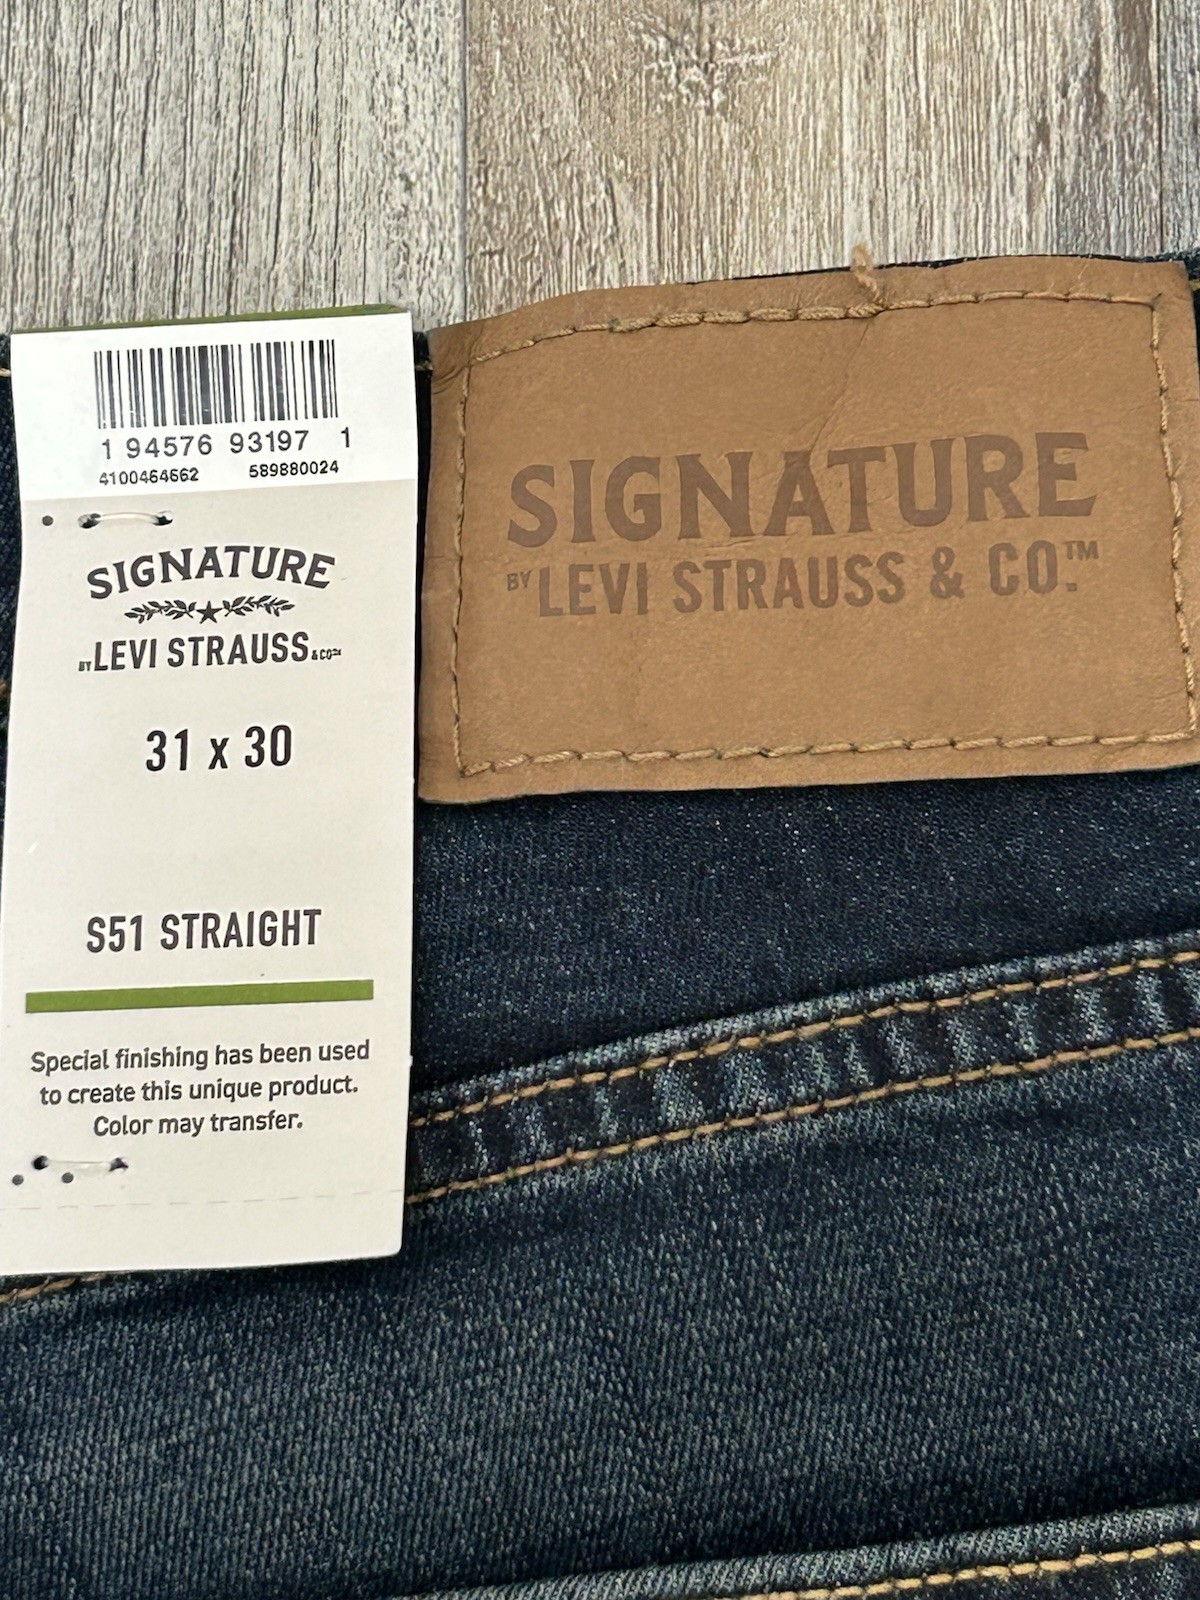 1 94576 93197 1
4100464662 589880024
SIGNATURE
BY LEVI STRAUSS & CO™
31 x 30
S51 STRAIGHT
Special finishing has been used
to create this unique product.
Color may transfer.
SIGNATURE
BY LEVI STRAUSS & CO.™